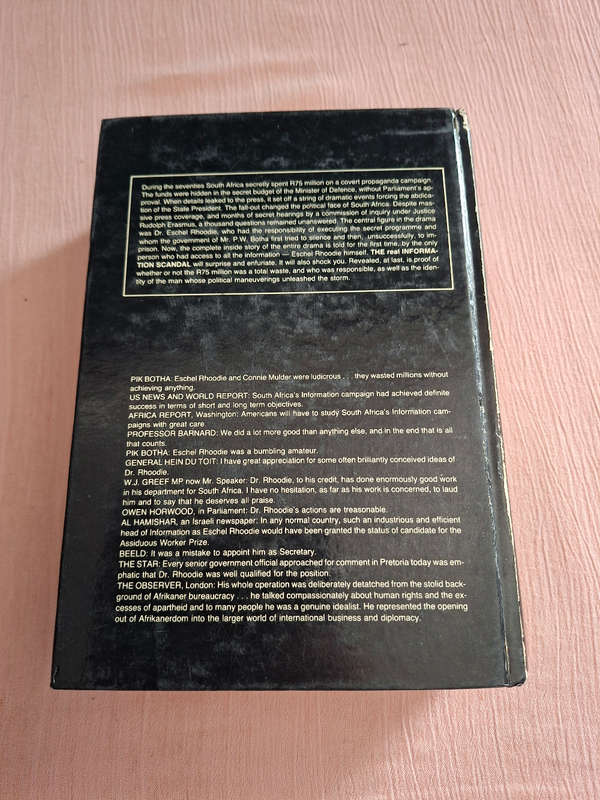 During the seventies South Africa secretly spent R75 million on a covert propaganda campaign.
The funds were hidden in the secret budget of the Minister of Defence, without Parliament's ap-
proval. When details leaked to the press, it set off a string of dramatic events forcing the abdica-
tion of the State President. The fall-out changed the political face of South Africa. Despite mas-
sive press coverage, and months of secret hearings by a commission of inquiry under Justice
Rudolph Erasmus, a thousand questions remained unanswered. The central figure in the drama
was Dr. Eschel Rhoodie, who had the responsibility of executing the secret programme and
whom the government of Mr. P.W. Botha first tried to silence and then, unsuccessfully, to im-
prison. Now, the complete inside story of the entire drama is told for the first time, by the only
person who had access to all the information — Eschel Rhoodie himself. THE real INFORMA-
TION SCANDAL will surprise and enfuriate. It will also shock you. Revealed, at last, is proof of
whether or not the R75 million was a total waste, and who was responsible, as well as the iden-
tity of the man whose political maneuverings unleashed the storm.
PIK BOTHA: Eschel Rhoodie and Connie Mulder were ludicrous . . . they wasted millions without
achieving anything.
US NEWS AND WORLD REPORT: South Africa's Information campaign had achieved definite
success in terms of short and long term objectives.
AFRICA REPORT, Washington: Americans will have to study South Africa's Information cam-
paigns with great care
PROFESSOR BARNARD: We did a lot more good than anything else, and in the end that is all
that counts.
PIK BOTHA: Eschel Rhoodie was a bumbling amateur.
GENERAL HEIN DU TOIT: I have great appreciation for some often brilliantly conceived ideas of
Dr. Rhoodie.
W.J. GREEF MP now Mr. Speaker: Dr. Rhoodie, to his credit, has done enormously good work
in his department for South Africa. I have no hesitation, as far as his work is concerned, to laud
him and to say that he deserves all praise. . .
OWEN HORWOOD, in Parliament: Dr. Rhoodie's actions are treasonable.
AL HAMISHAR, an Israeli newspaper: In any normal country, such an industrious and efficient
head of Information as Eschel Rhoodie would have been granted the status of candidate for the
Assiduous Worker Prize.
BEELD: It was a mistake to appoint him as Secretary.
THE STAR: Every senior government official approached for comment in Pretoria today was em-
phatic that Dr. Rhoodie was well qualified for the position.
THE OBSERVER, London: His whole operation was deliberately detatched from the stolid back-
ground of Afrikaner bureaucracy . . . he talked compassionately about human rights and the ex-
cesses of apartheid and to many people he was a genuine idealist. He represented the opening
out of Afrikanerdom into the larger world of international business and diplomacy.